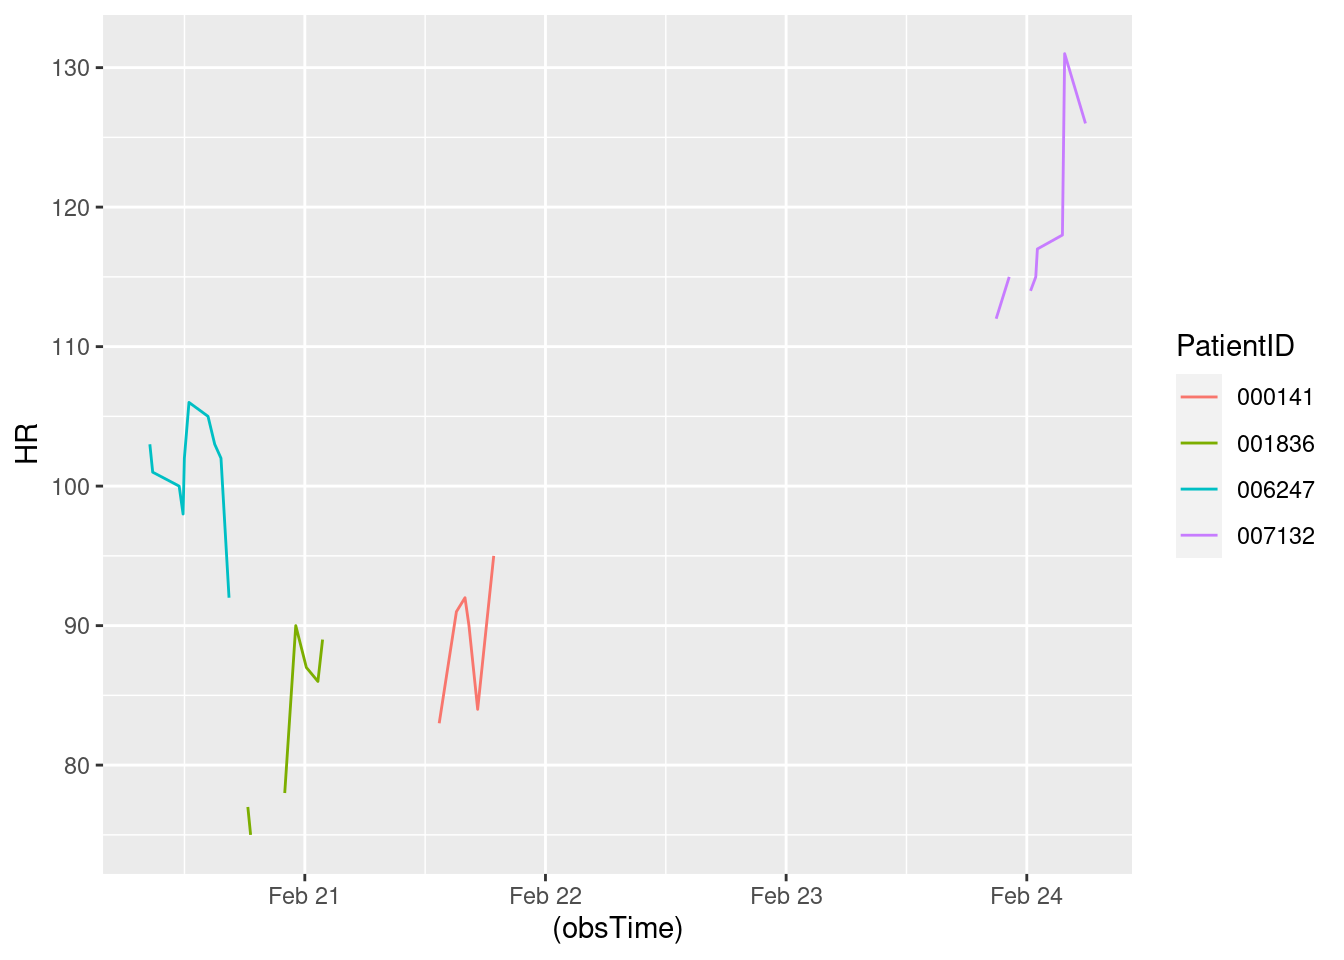 HR
130
120
110
100
90
80
Feb 21
Feb 22
Feb 23
Feb 24
(obsTime)
PatientID
000141
001836
006247
007132